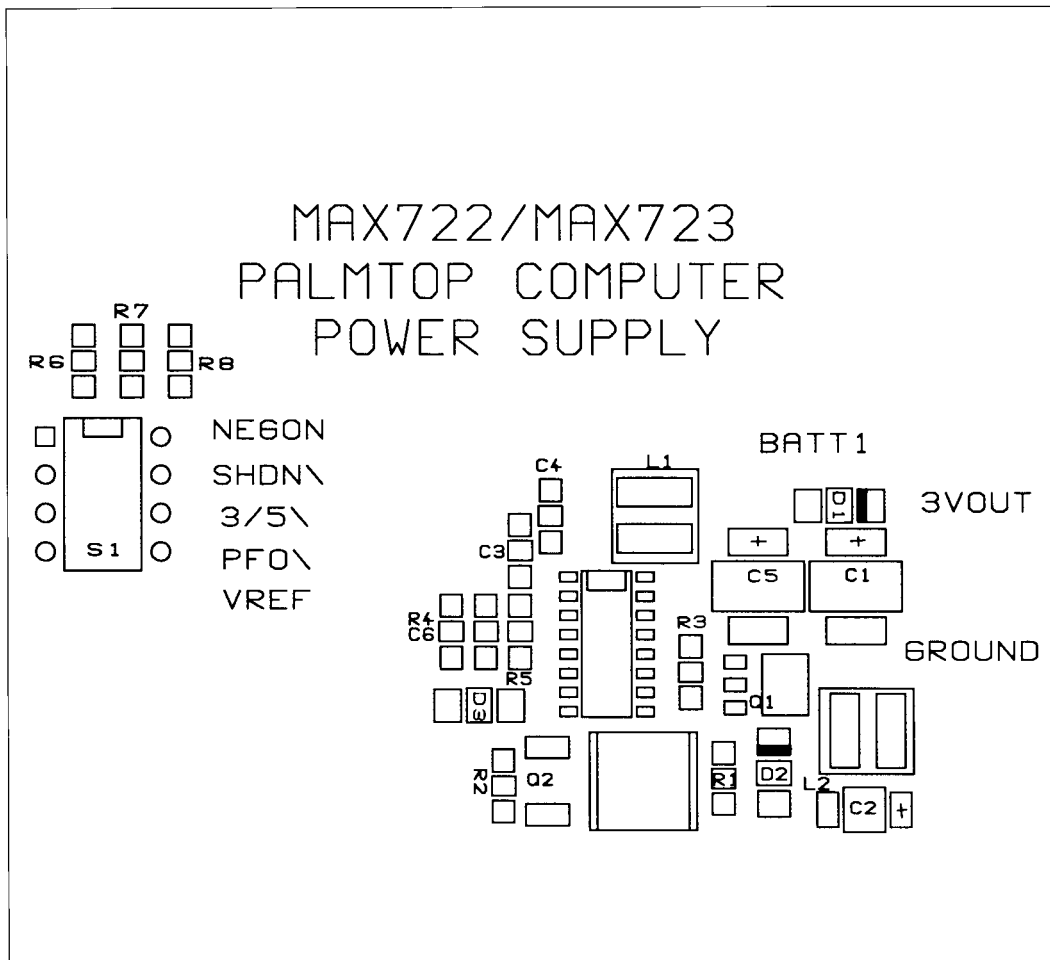 MAX722/MAX723
PALMTOP COMPUTER
POWER SUPPLY
R7
R6
R8
NEGON
SHDN\
3/5\
PFO\
VREF
S1
BATT1
L1
C4
D1
3VOUT
C3
+
+
C5
C1
R4
C6
R3
R5
GROUND
D3
Q1
R2
Q2
R1
D2
L2
C2
+